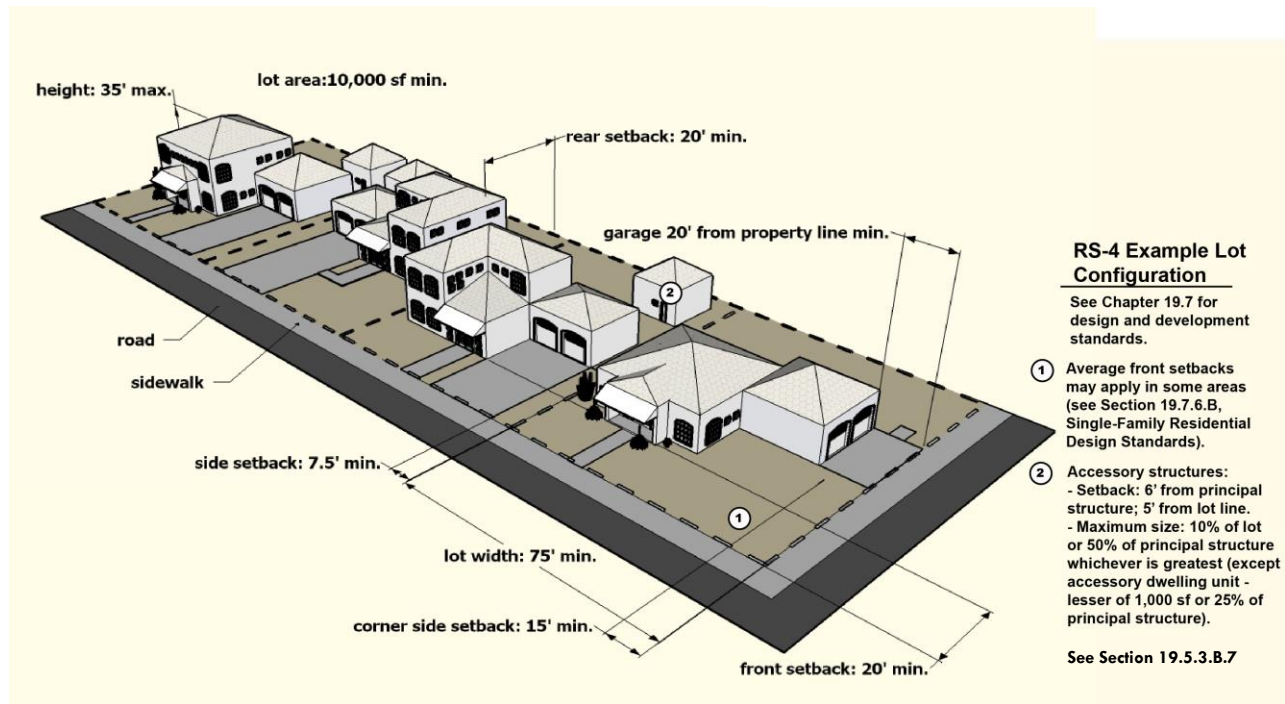 height: 35' max.
lot area:10,000 sf min.
rear setback: 20' min.
garage 20' from property line min.
2
road
sidewalk
side setback: 7.5' min.
1
lot width: 75' min.
corner side setback: 15' min.
front setback: 20' min.
RS-4 Example Lot
Configuration
See Chapter 19.7 for
design and development
standards.
1 Average front setbacks
may apply in some areas
(see Section 19.7.6.B,
Single-Family Residential
Design Standards).
2 Accessory structures:
- Setback: 6’ from principal
structure; 5’ from lot line.
- Maximum size: 10% of lot
or 50% of principal structure
whichever is greatest (except
accessory dwelling unit -
lesser of 1,000 sf or 25% of
principal structure).
See Section 19.5.3.B.7